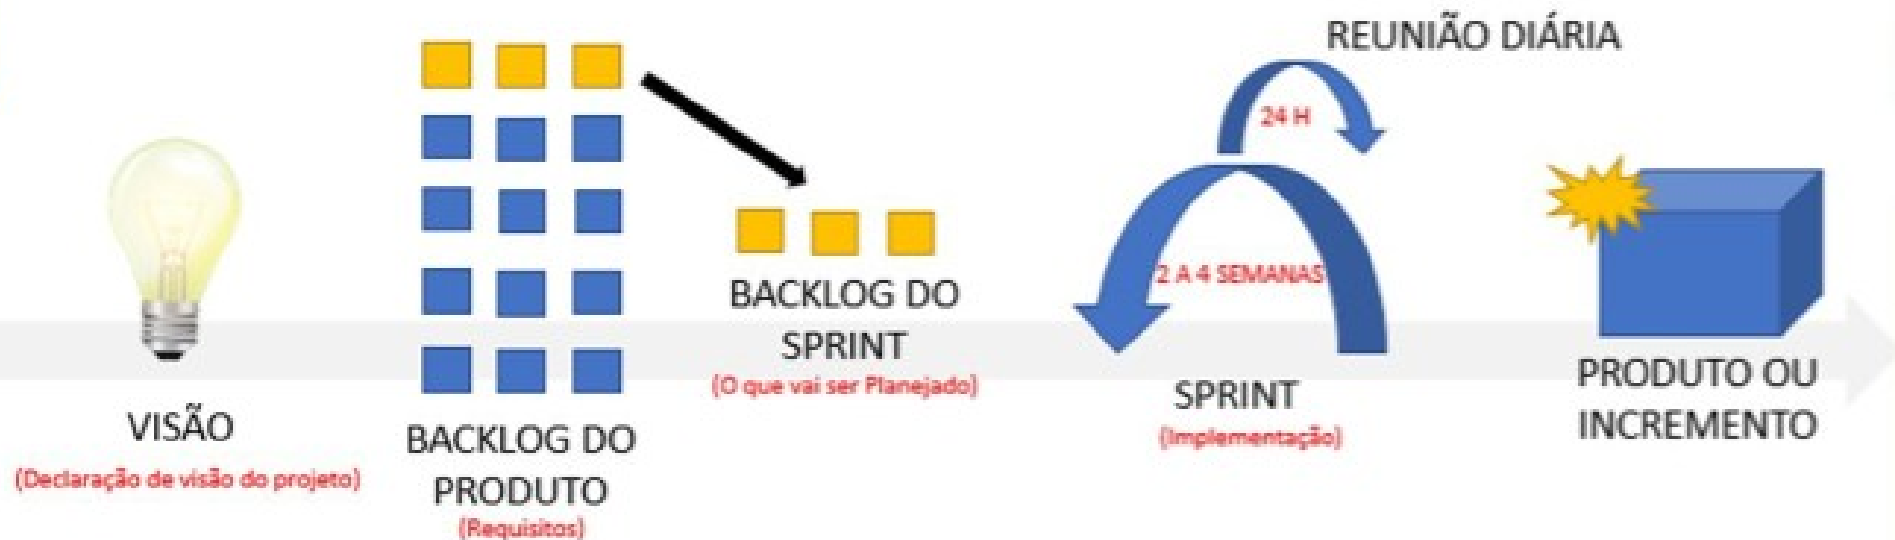 VISÃO
(Declaração de visão do projeto)
BACKLOG DO
PRODUTO
(Requisitos)
BACKLOG DO
SPRINT
(O que vai ser Planejado)
REUNIÃO DIÁRIA
24 H
2 A 4 SEMANAS
SPRINT
(Implementação)
PRODUTO OU
INCREMENTO